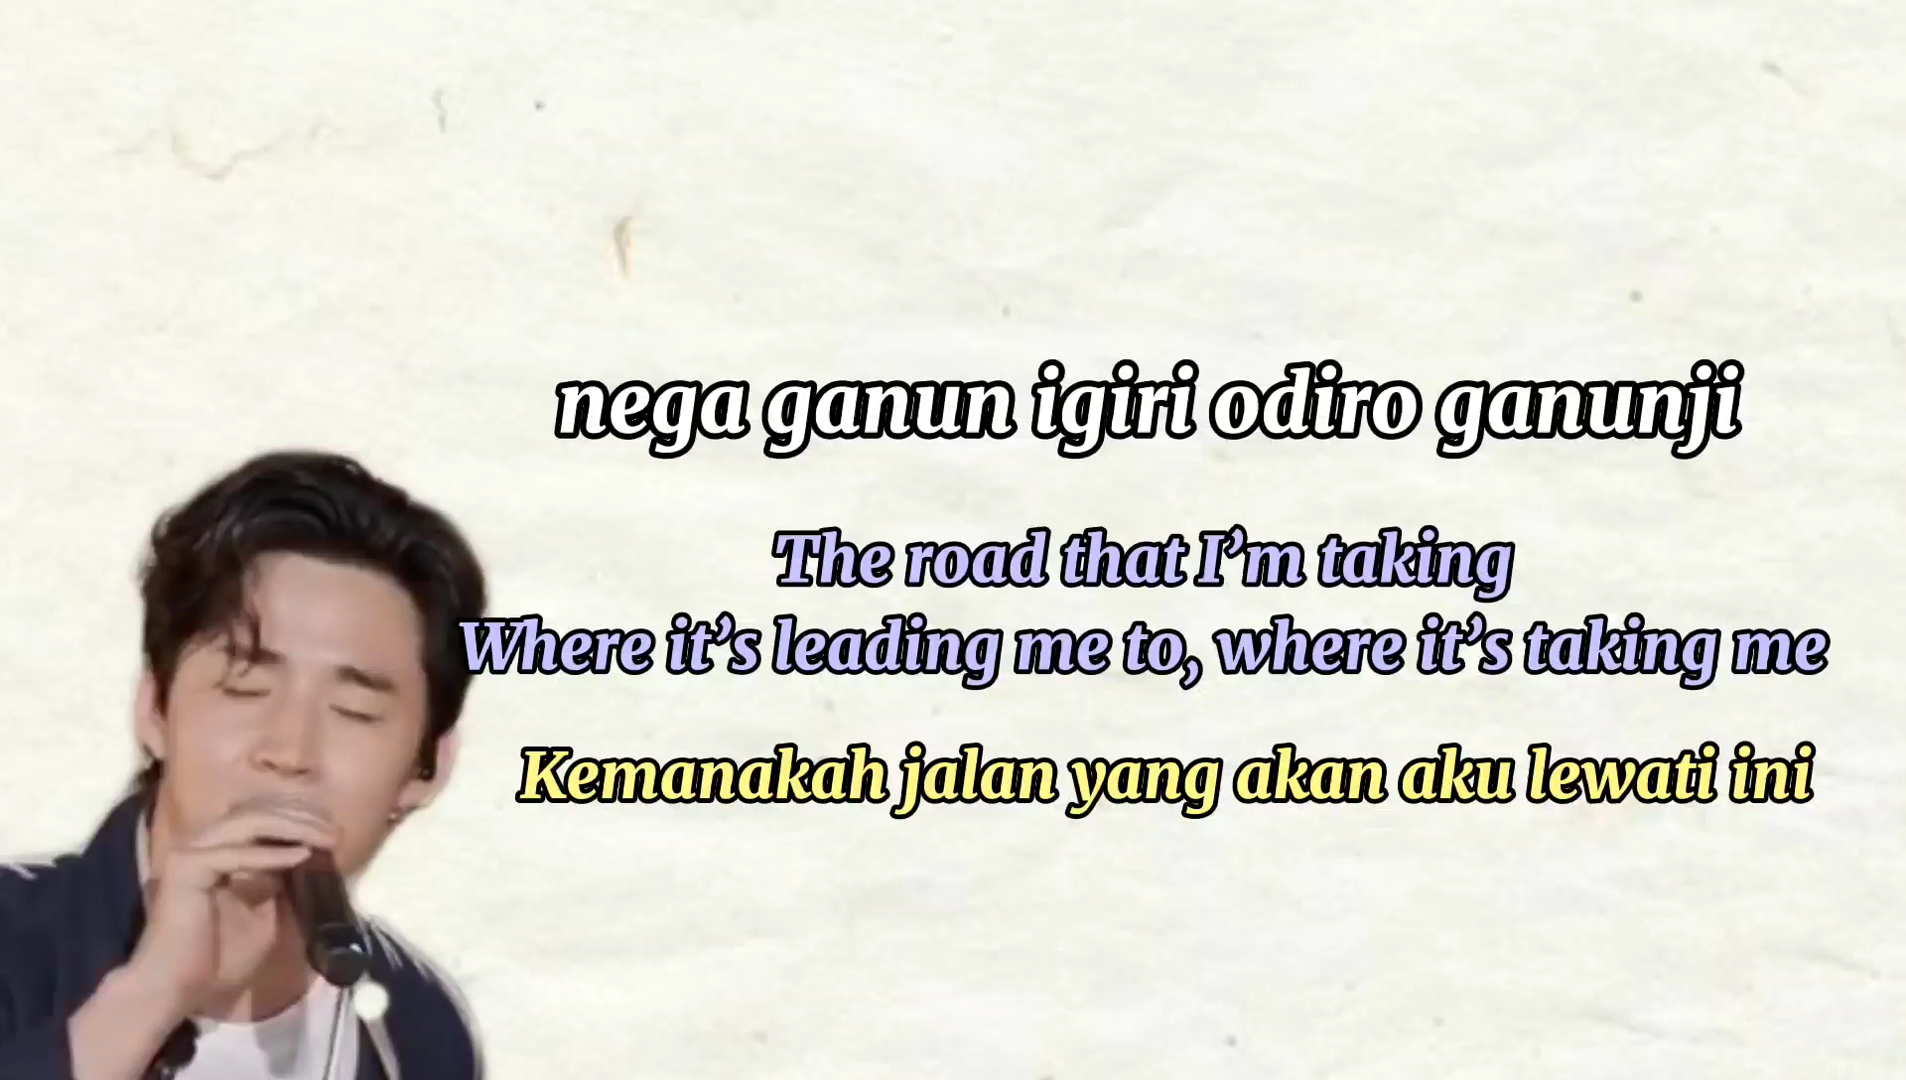 nega ganun igiri odiro ganunji
The road that I’m taking
Where it’s leading me to, where it’s taking me
Kemanakah jalan yang akan aku lewati ini